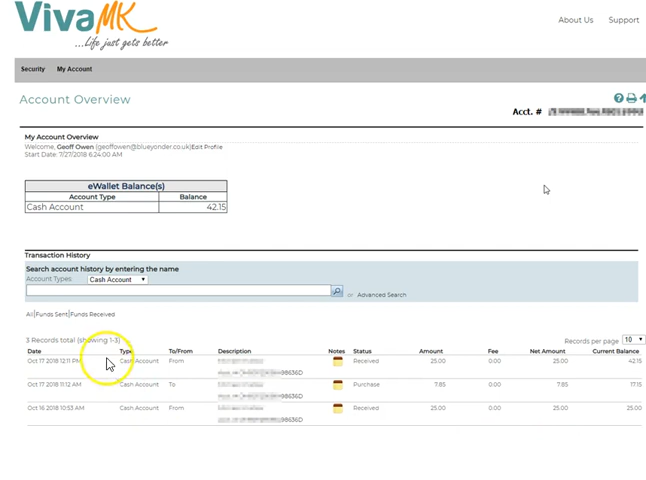 VivaMK
...Life just gets better
About Us Support
Security My Account
Account Overview
Acct. #
My Account Overview
Welcome, Geoff Owen (geoffowen@blueyonder.co.uk)Edit Profile
Start Date: 7/27/2018 6:24:00 AM
eWallet Balance(s)
Account Type Balance
Cash Account 42.15
Transaction History
Search account history by entering the name
Account Types: Cash Account
or Advanced Search
All|Funds Sent|Funds Received
3 Records total (showing 1-3)
Records per page 10
Date Type To/From Description Notes Status Amount Fee Net Amount Current Balance
Oct 17 2018 12:11 PM Cash Account From Received 25.00 0.00 25.00 42.15
98636D
Oct 17 2018 11:12 AM Cash Account To Purchase 7.85 0.00 7.85 17.15
98636D
Oct 16 2018 10:53 AM Cash Account From Received 25.00 0.00 25.00 25.00
98636D